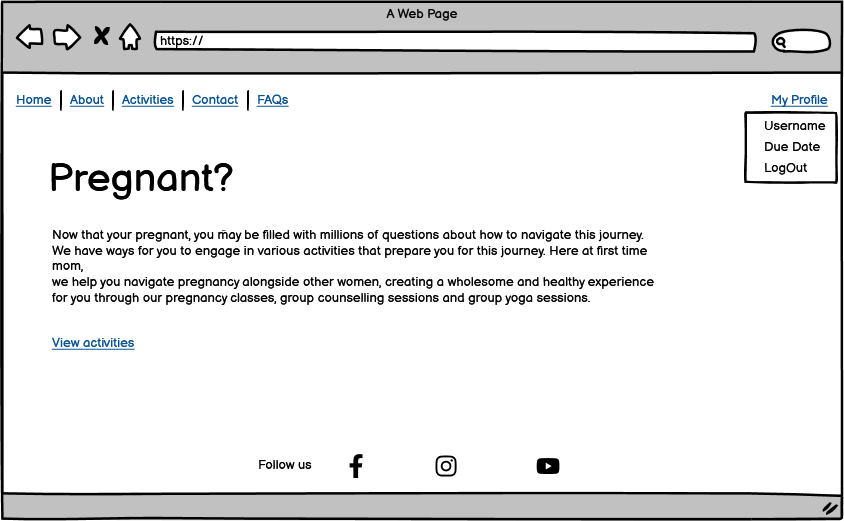 A Web Page
https://
Home About Activities Contact FAQs My Profile
Username
Due Date
LogOut
Pregnant?
Now that your pregnant, you may be filled with millions of questions about how to navigate this journey.
We have ways for you to engage in various activities that prepare you for this journey. Here at first time
mom,
we help you navigate pregnancy alongside other women, creating a wholesome and healthy experience
for you through our pregnancy classes, group counselling sessions and group yoga sessions.
View activities
Follow us